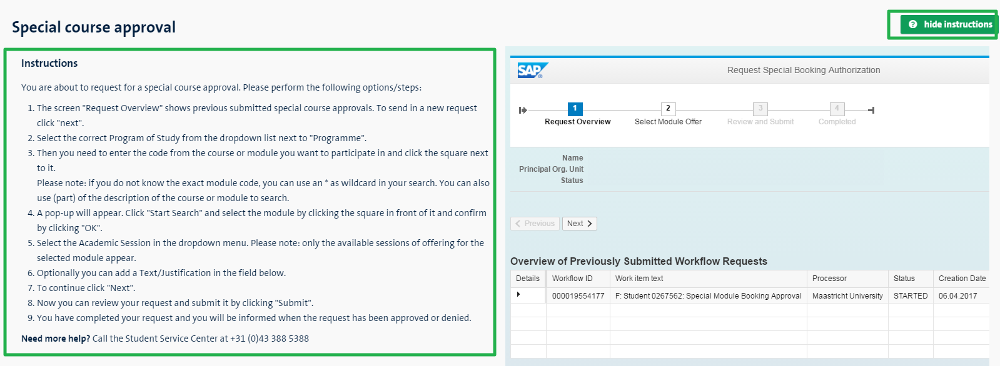 Special course approval
hide instructions
Instructions
You are about to request for a special course approval. Please perform the following options/steps:
1. The screen "Request Overview" shows previous submitted special course approvals. To send in a new request
click "next".
2. Select the correct Program of Study from the dropdown list next to "Programme".
3. Then you need to enter the code from the course or module you want to participate in and click the square next
to it.
Please note: if you do not know the exact module code, you can use an * as wildcard in your search. You can also
use (part) of the description of the course or module to search.
4. A pop-up will appear. Click "Start Search" and select the module by clicking the square in front of it and confirm
by clicking "OK".
5. Select the Academic Session in the dropdown menu. Please note: only the available sessions of offering for the
selected module appear.
6. Optionally you can add a Text/Justification in the field below.
7. To continue click "Next".
8. Now you can review your request and submit it by clicking "Submit".
9. You have completed your request and you will be informed when the request has been approved or denied.
Need more help? Call the Student Service Center at +31 (0)43 388 5388
SAP® Request Special Booking Authorization
1 2 3 4
Request Overview Select Module Offer Review and Submit Completed
Name
Principal Org. Unit
Status
Previous Next
Overview of Previously Submitted Workflow Requests
Details Workflow ID Work item text Processor Status Creation Date
000019554177 F: Student 0267562: Special Module Booking Approval Maastricht University STARTED 06.04.2017